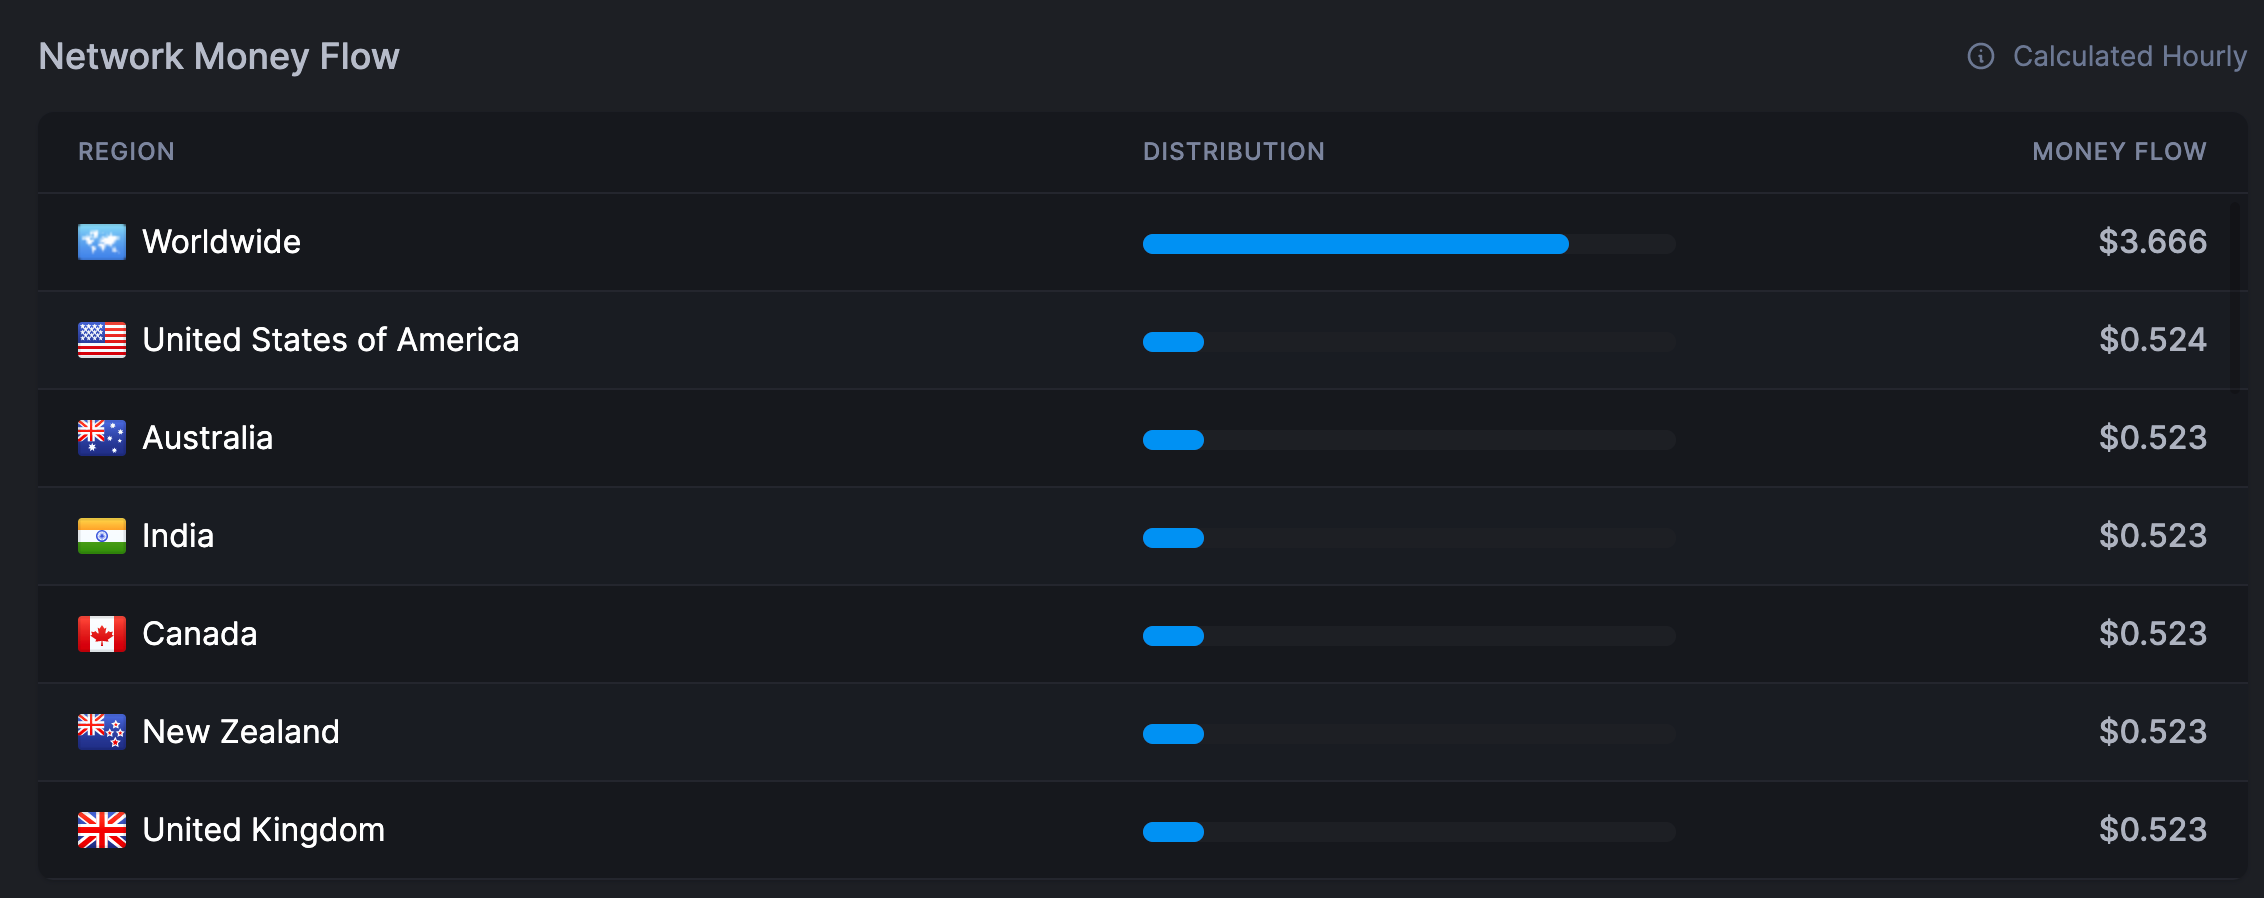 Network Money Flow
Calculated Hourly
REGION DISTRIBUTION MONEY FLOW
Worldwide $3.666
United States of America $0.524
Australia $0.523
India $0.523
Canada $0.523
New Zealand $0.523
United Kingdom $0.523